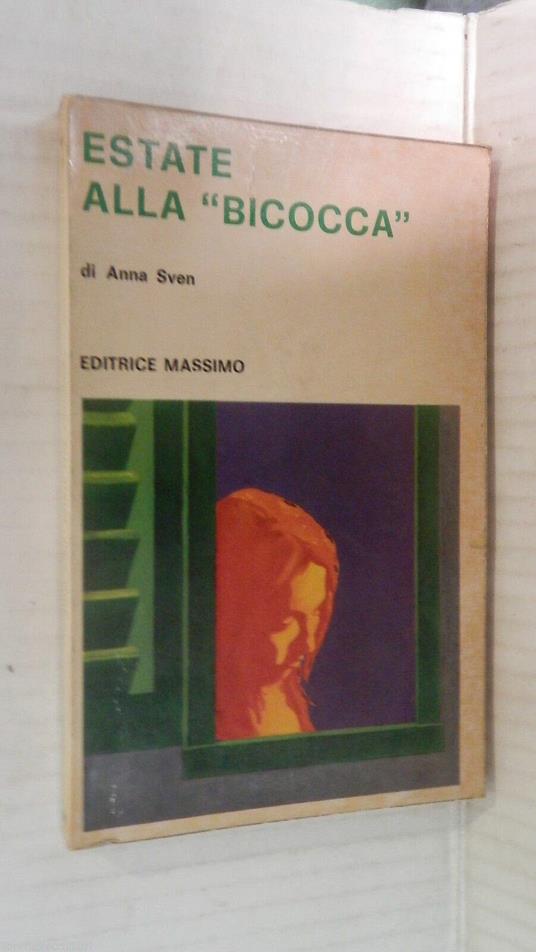 ESTATE
ALLA "BICOCCA"
di Anna Sven
EDITRICE MASSIMO